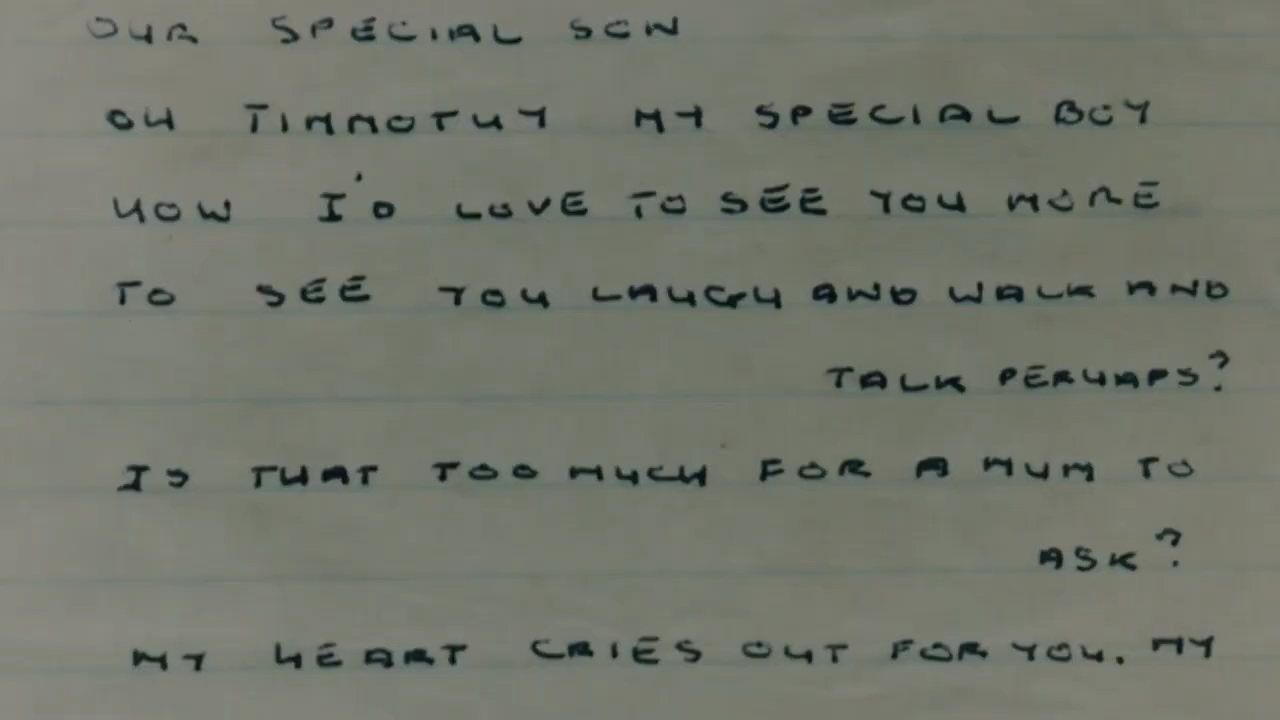 OUR SPECIAL SON
OH TIMMOTHY MY SPECIAL BOY
HOW I'D LOVE TO SEE YOU MORE
TO SEE YOU LAUGH AND WALK AND
TALK PERHAPS?
IS THAT TOO MUCH FOR A MUM TO
ASK?
MY HEART CRIES OUT FOR YOU. MY